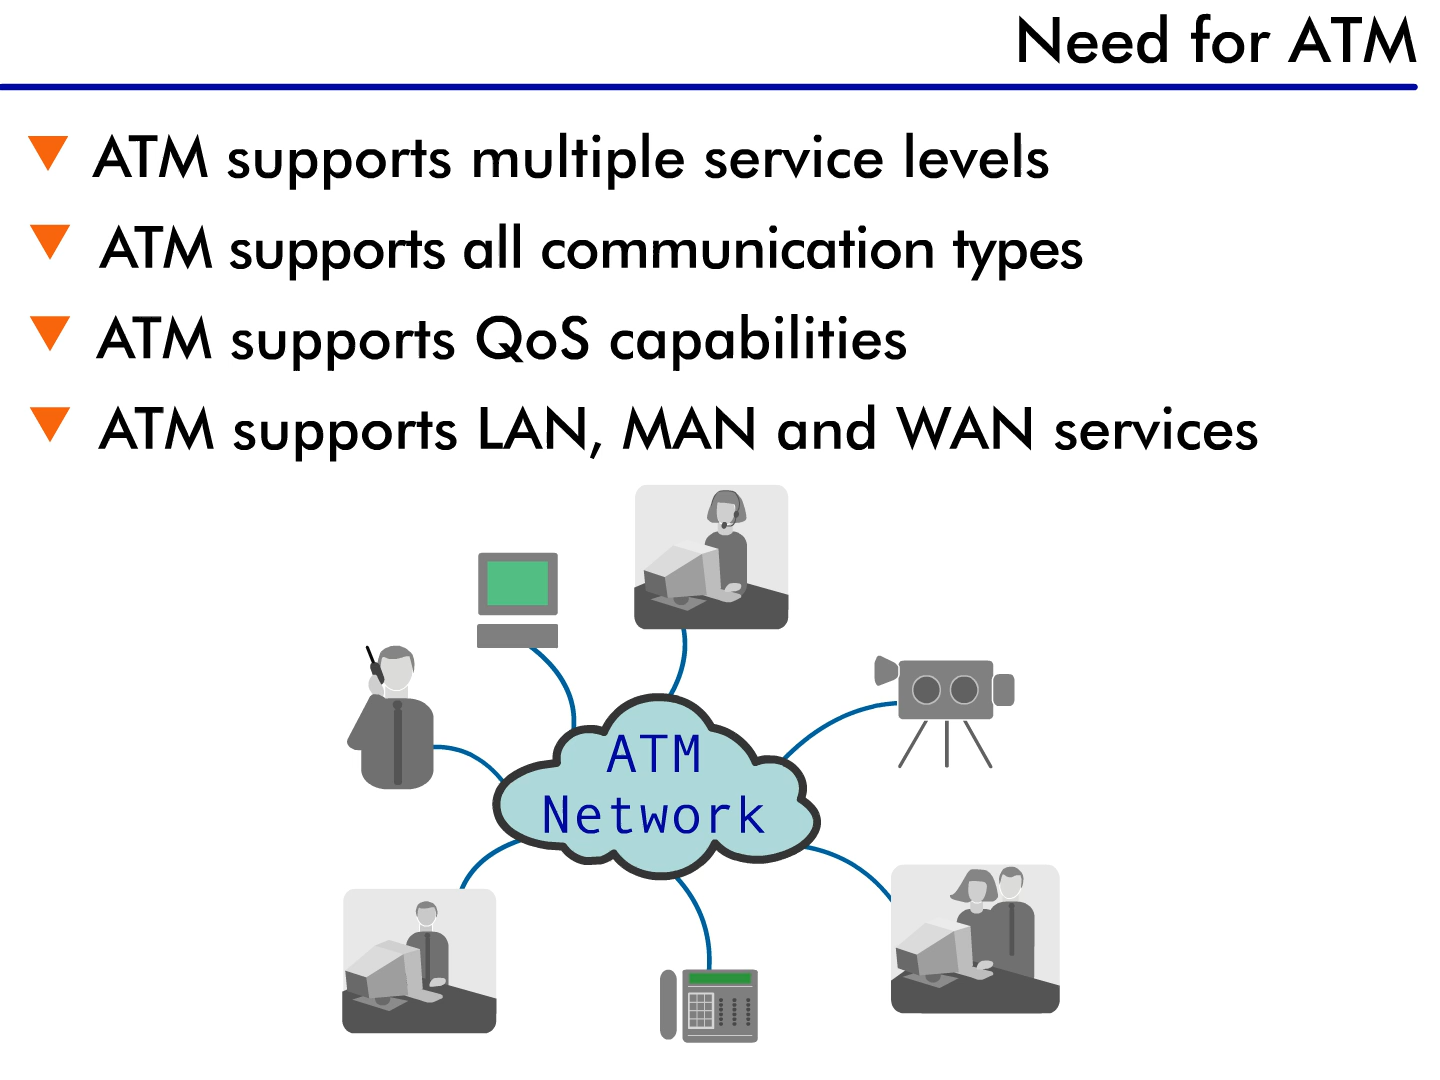 Need for ATM
ATM supports multiple service levels
ATM supports all communication types
ATM supports QoS capabilities
ATM supports LAN, MAN and WAN services
ATM
Network